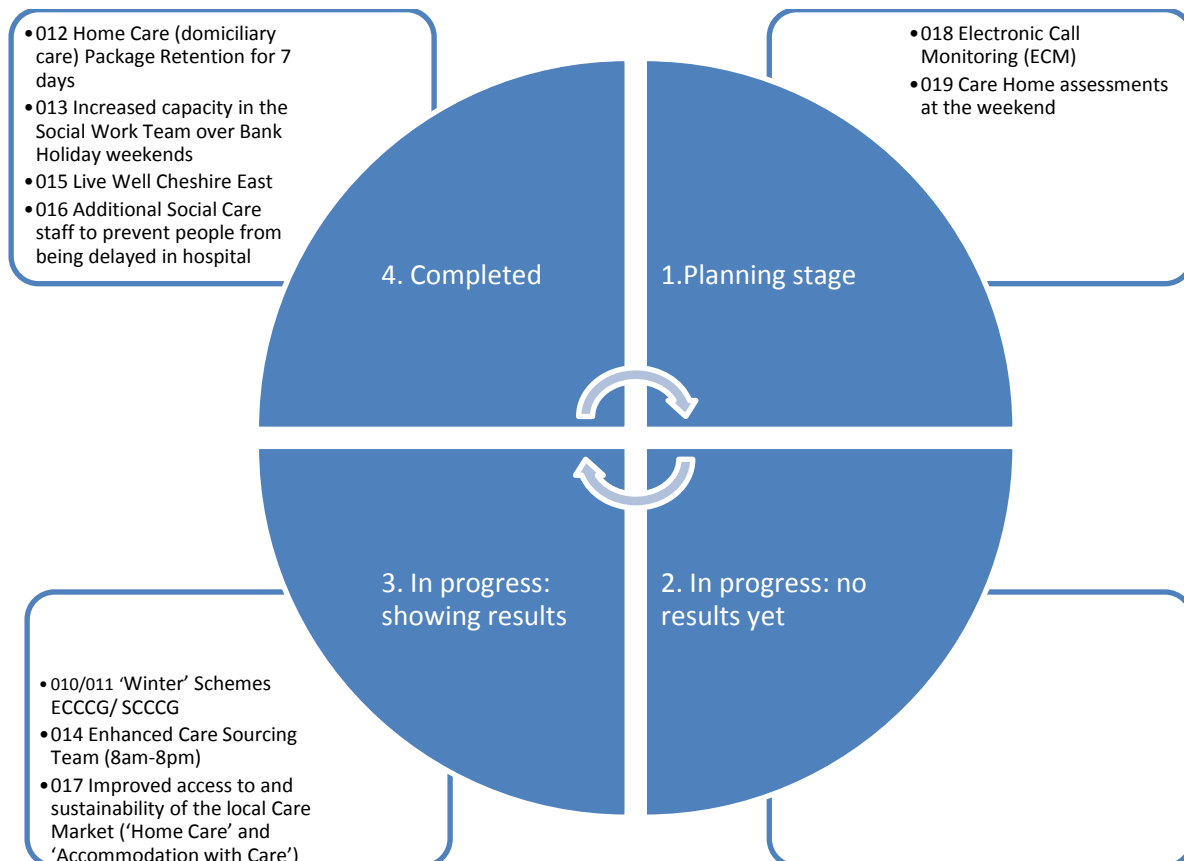 •012 Home Care (domiciliary
care) Package Retention for 7
days
•013 Increased capacity in the
Social Work Team over Bank
Holiday weekends
•015 Live Well Cheshire East
•016 Additional Social Care
staff to prevent people from
being delayed in hospital
•018 Electronic Call
Monitoring (ECM)
•019 Care Home assessments
at the weekend
4. Completed
1.Planning stage
3. In progress:
showing results
2. In progress: no
results yet
•010/011 ‘Winter’ Schemes
ECCCG/ SCCCG
•014 Enhanced Care Sourcing
Team (8am-8pm)
•017 Improved access to and
sustainability of the local Care
Market (‘Home Care’ and
‘Accommodation with Care’)